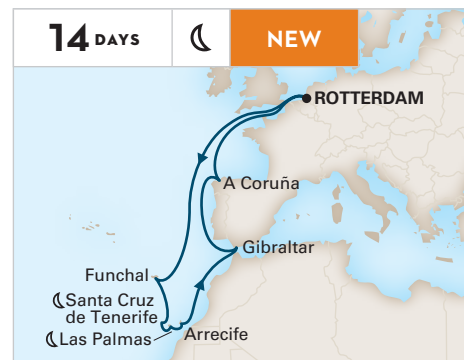 14 DAYS
NEW
ROTTERDAM
A Coruña
Gibraltar
Funchal
Santa Cruz
de Tenerife
Las Palmas
Arrecife